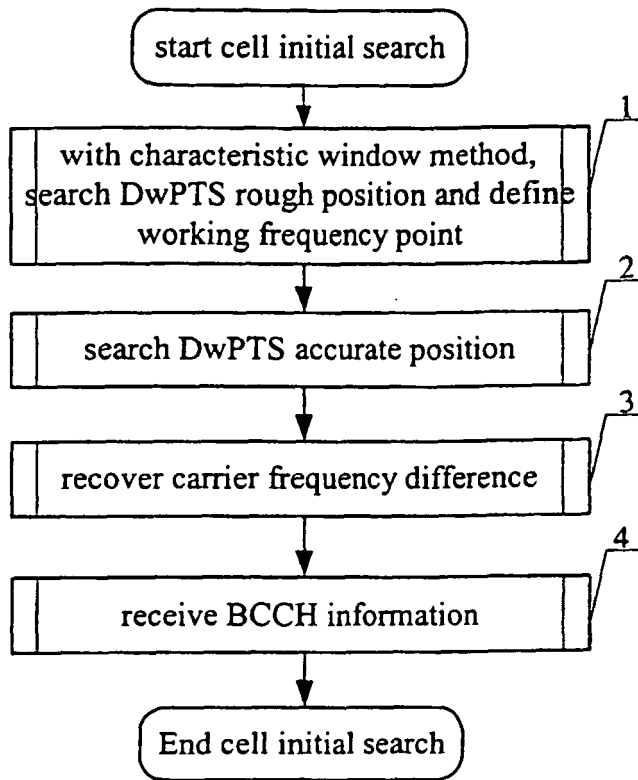 start cell initial search
1
with characteristic window method,
search DwPTS rough position and define
working frequency point
2
search DwPTS accurate position
3
recover carrier frequency difference
4
receive BCCH information
End cell initial search